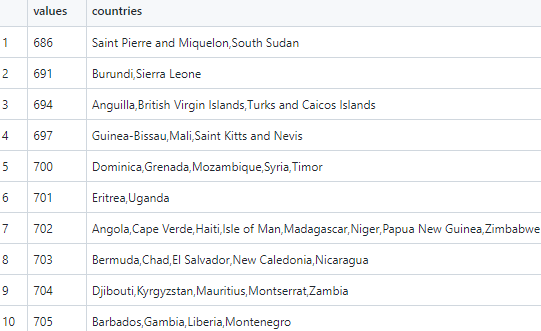 values countries
1 686 Saint Pierre and Miquelon,South Sudan
2 691 Burundi,Sierra Leone
3 694 Anguilla,British Virgin Islands,Turks and Caicos Islands
4 697 Guinea-Bissau,Mali,Saint Kitts and Nevis
5 700 Dominica,Grenada,Mozambique,Syria,Timor
6 701 Eritrea,Uganda
7 702 Angola,Cape Verde,Haiti,Isle of Man,Madagascar,Niger,Papua New Guinea,Zimbabwe
8 703 Bermuda,Chad,El Salvador,New Caledonia,Nicaragua
9 704 Djibouti,Kyrgyzstan,Mauritius,Montserrat,Zambia
10 705 Barbados,Gambia,Liberia,Montenegro